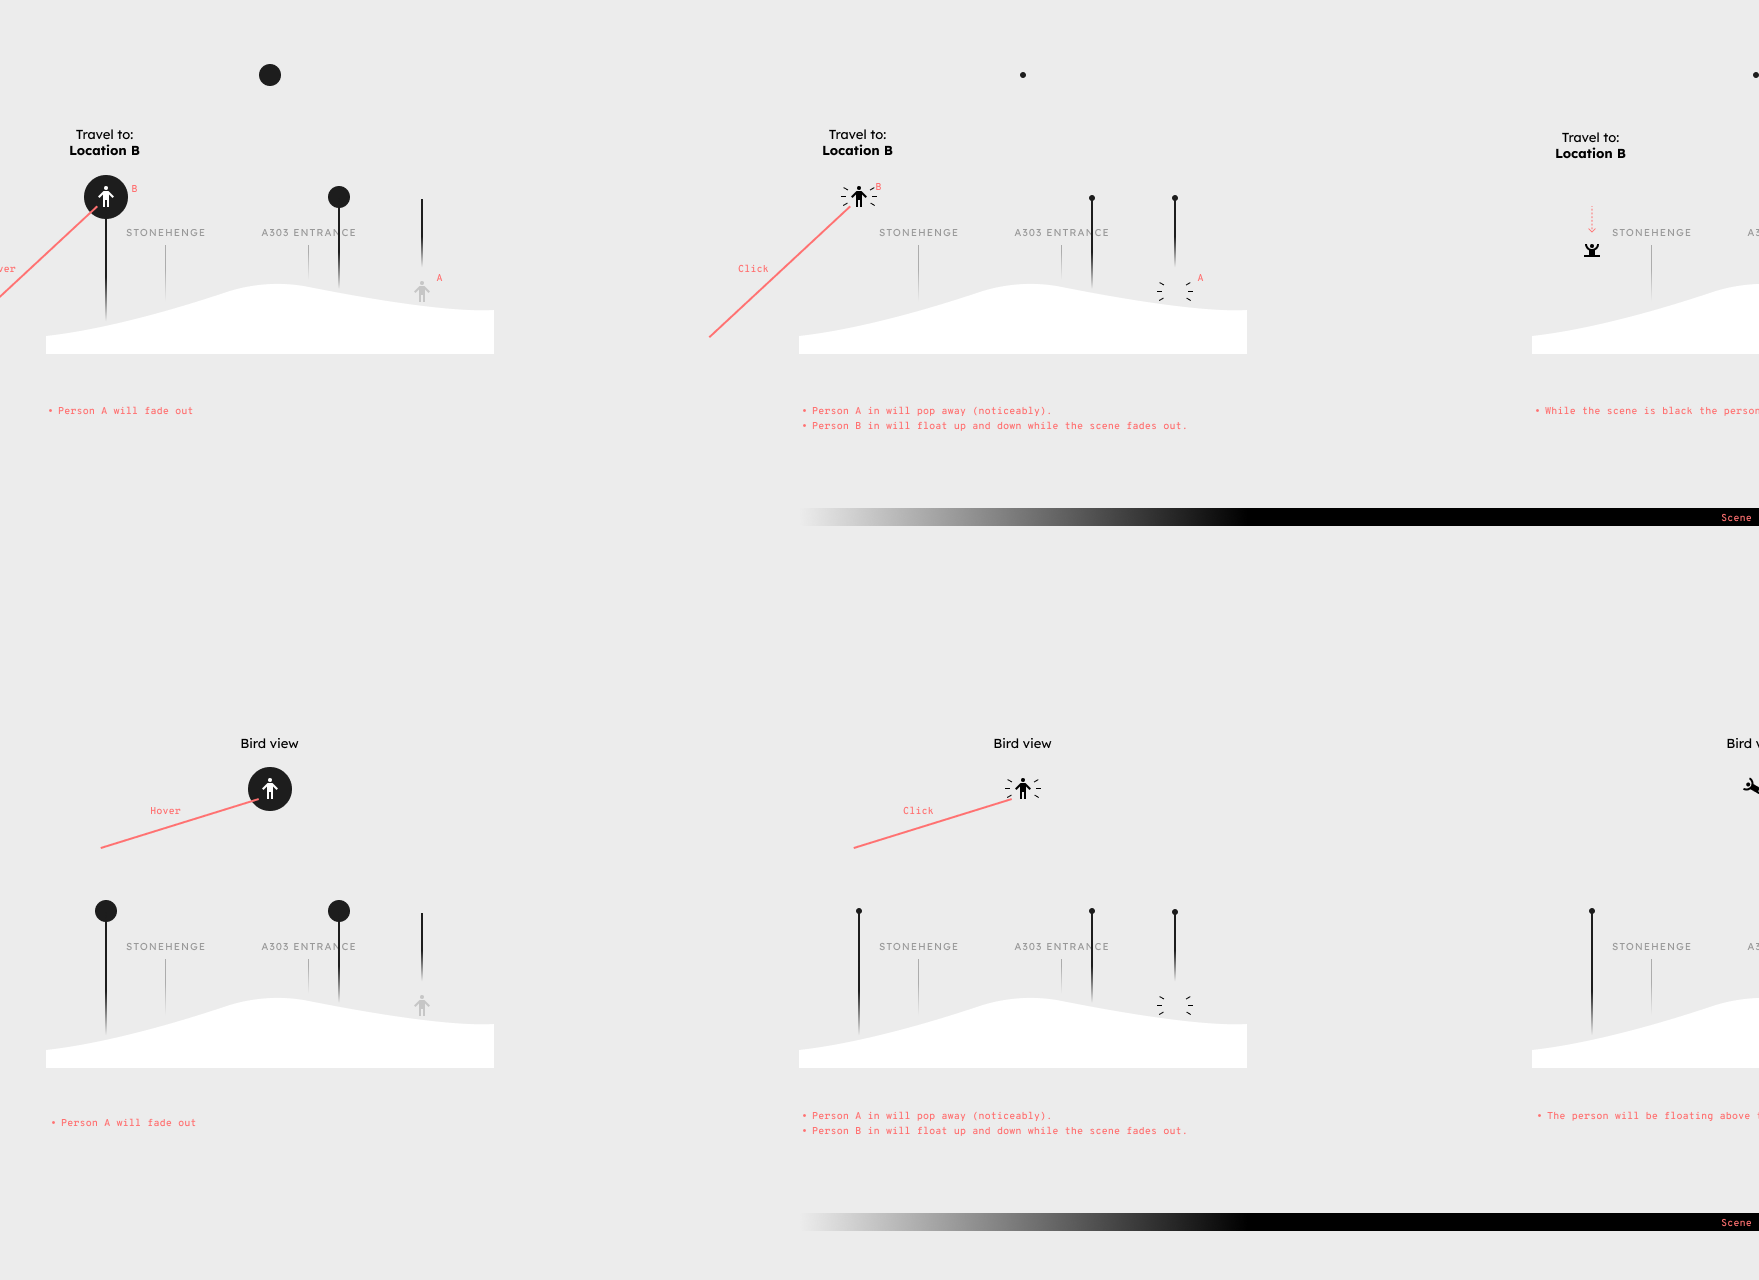 Travel to:
Location B
B
STONEHENGE
A303 ENTRANCE
A
• Person A will fade out
Travel to:
Location B
B
Click
STONEHENGE
A303 ENTRANCE
A
• Person A in will pop away (noticeably).
• Person B in will float up and down while the scene fades out.
Travel to:
Location B
STONEHENGE
• While the scene is black the person
Scene
Bird view
Hover
STONEHENGE
A303 ENTRANCE
• Person A will fade out
Bird view
Click
STONEHENGE
A303 ENTRANCE
• Person A in will pop away (noticeably).
• Person B in will float up and down while the scene fades out.
Bird
STONEHENGE
• The person will be floating above
Scene